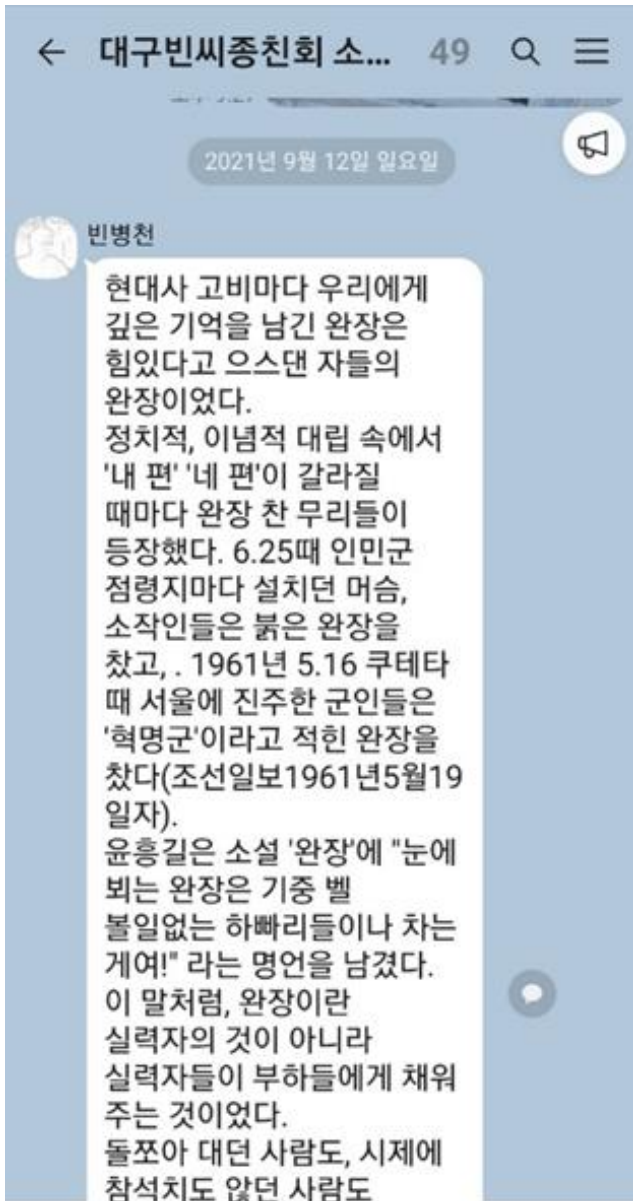 대구빈씨종친회 소... 49
2021년 9월 12일 일요일
빈병천
현대사 고비마다 우리에게
깊은 기억을 남긴 완장은
힘있다고 으스댄 자들의
완장이었다.
정치적, 이념적 대립 속에서
'내 편' '네 편'이 갈라질
때마다 완장 찬 무리들이
등장했다. 6.25때 인민군
점령지마다 설치던 머슴,
소작인들은 붉은 완장을
찼고, . 1961년 5.16 쿠테타
때 서울에 진주한 군인들은
'혁명군'이라고 적힌 완장을
찼다(조선일보1961년5월19
일자).
윤흥길은 소설 '완장'에 "눈에
뵈는 완장은 기중 벨
볼일없는 하빠리들이나 차는
게여!" 라는 명언을 남겼다.
이 말처럼, 완장이란
실력자의 것이 아니라
실력자들이 부하들에게 채워
주는 것이었다.
돌쪼아 대던 사람도, 시제에
참석치도 않던 사람도